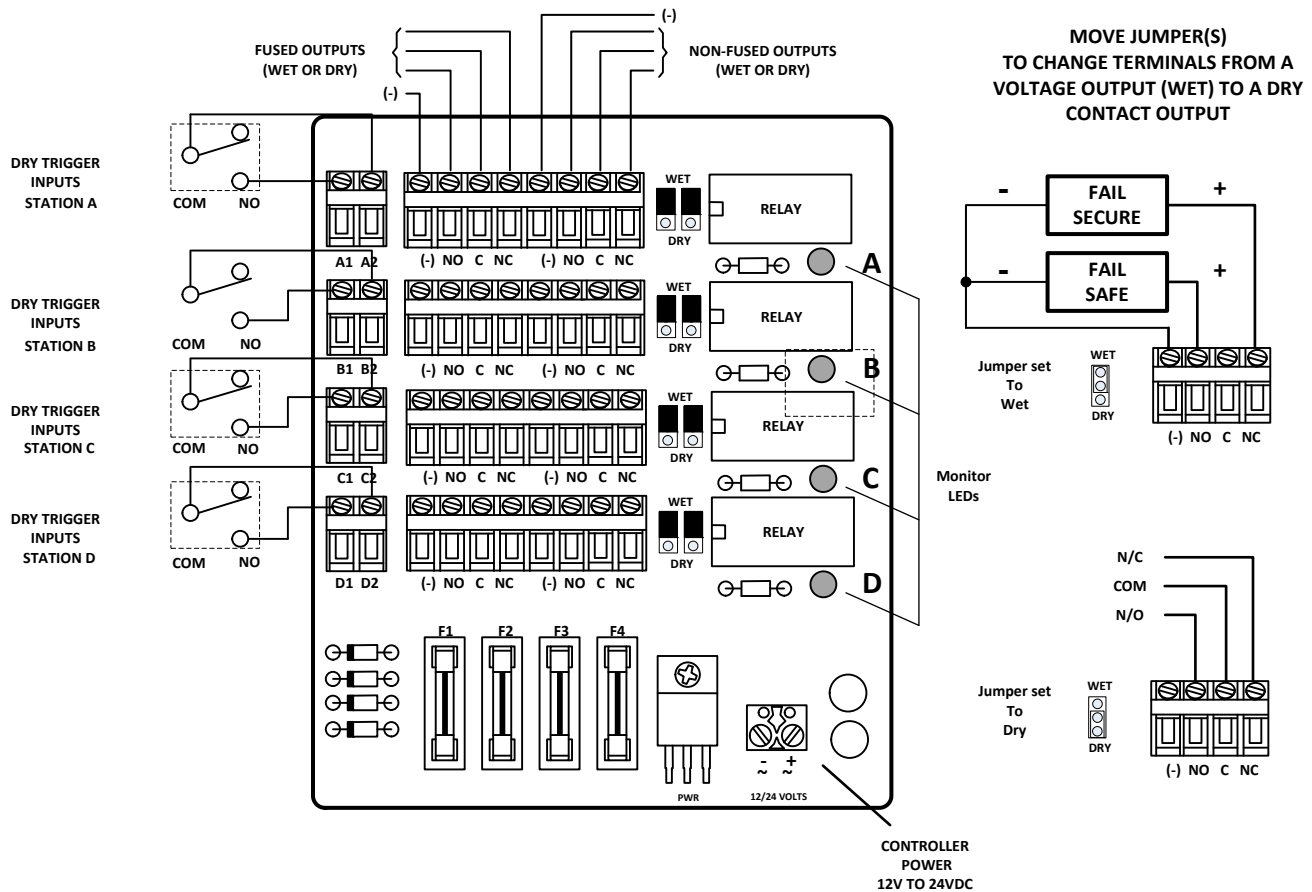 (-)
FUSED OUTPUTS
(WET OR DRY)
(-)
NON-FUSED OUTPUTS
(WET OR DRY)
MOVE JUMPER(S)
TO CHANGE TERMINALS FROM A
VOLTAGE OUTPUT (WET) TO A DRY
CONTACT OUTPUT
DRY TRIGGER
INPUTS
STATION A
COM NO
A1 A2
(-) NO C NC (-) NO C NC
WET
DRY
RELAY
A
DRY TRIGGER
INPUTS
STATION B
COM NO
B1 B2
(-) NO C NC (-) NO C NC
WET
DRY
RELAY
B
DRY TRIGGER
INPUTS
STATION C
COM NO
C1 C2
(-) NO C NC (-) NO C NC
WET
DRY
RELAY
C
DRY TRIGGER
INPUTS
STATION D
COM NO
D1 D2
(-) NO C NC (-) NO C NC
WET
DRY
RELAY
D
Monitor
LEDs
- FAIL +
SECURE
- FAIL +
SAFE
Jumper set
To
Wet
WET
DRY
(-) NO C NC
N/C
COM
N/O
Jumper set
To
Dry
WET
DRY
(-) NO C NC
F1 F2 F3 F4
PWR
- +
~ ~
12/24 VOLTS
CONTROLLER
POWER
12V TO 24VDC